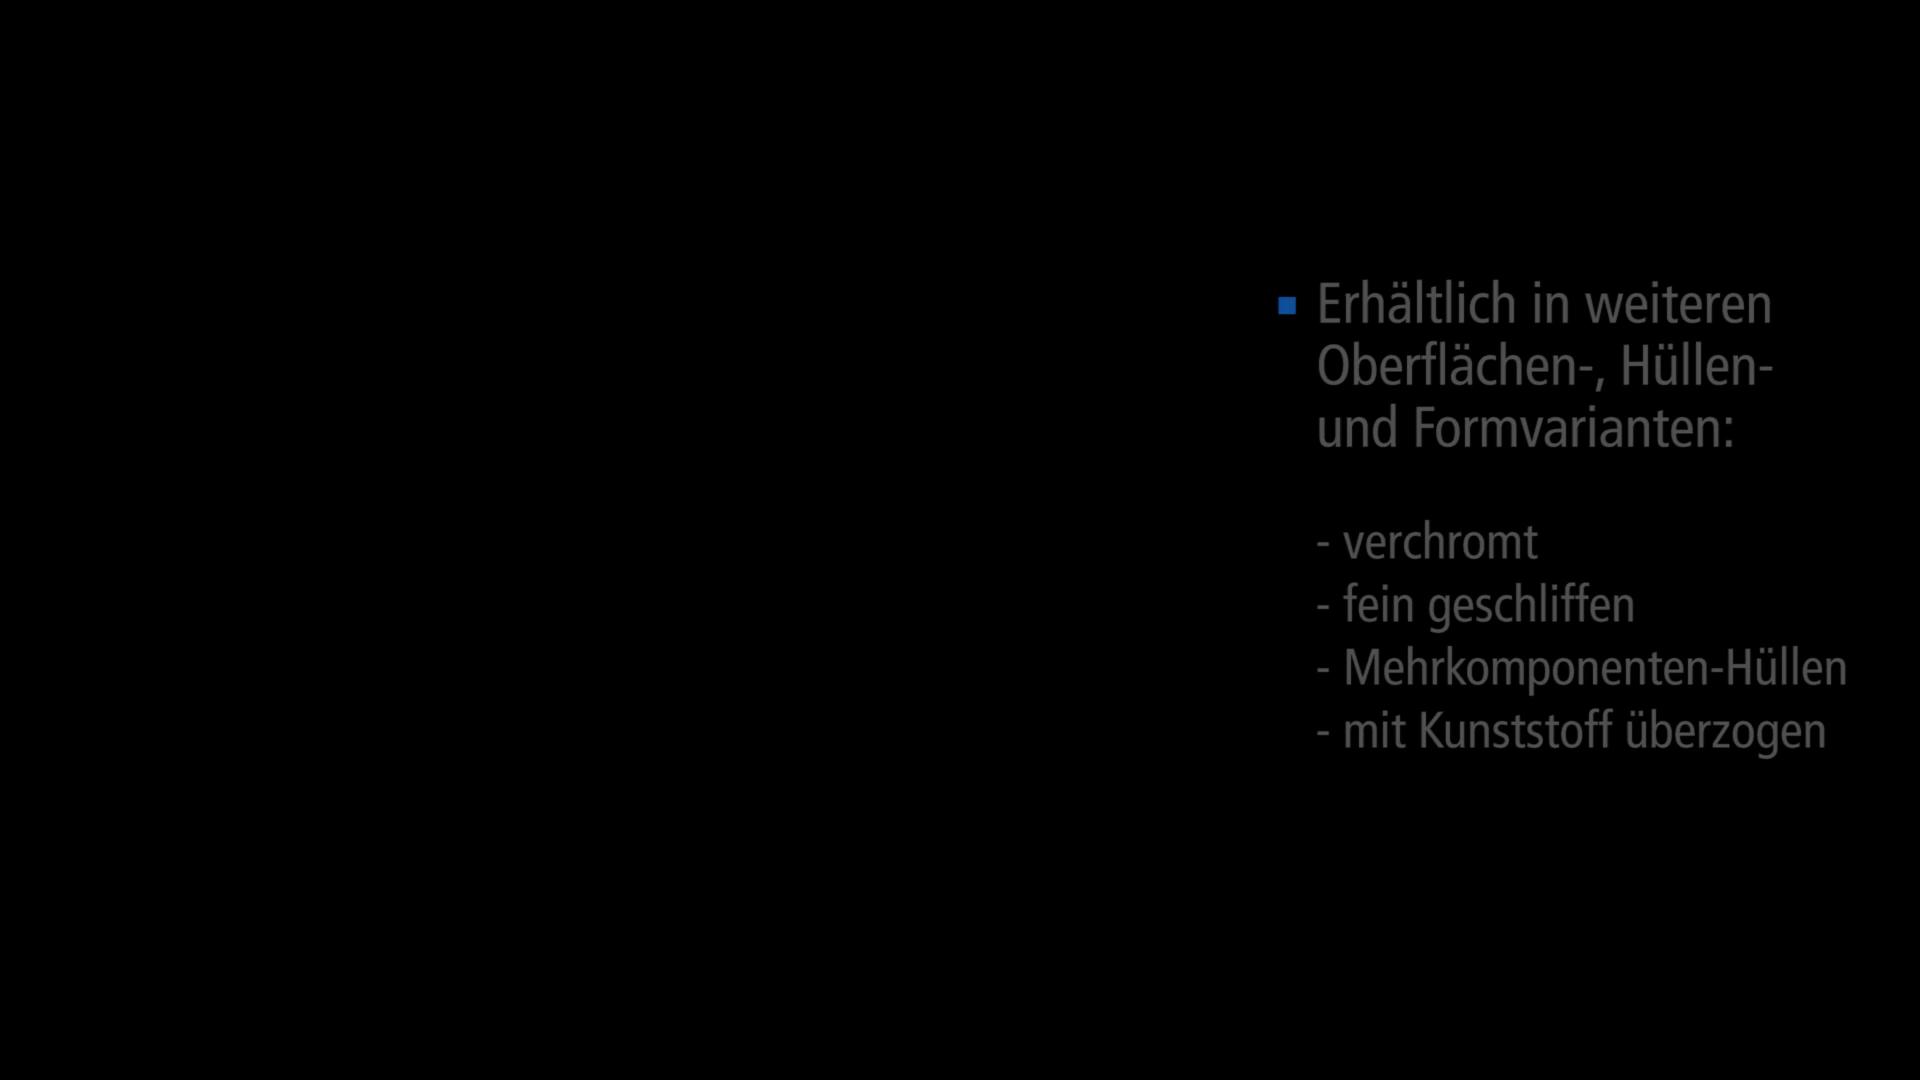 Erhältlich in weiteren
Oberflächen-, Hüllen-
und Formvarianten:
- verchromt
- fein geschliffen
- Mehrkomponenten-Hüllen
- mit Kunststoff überzogen